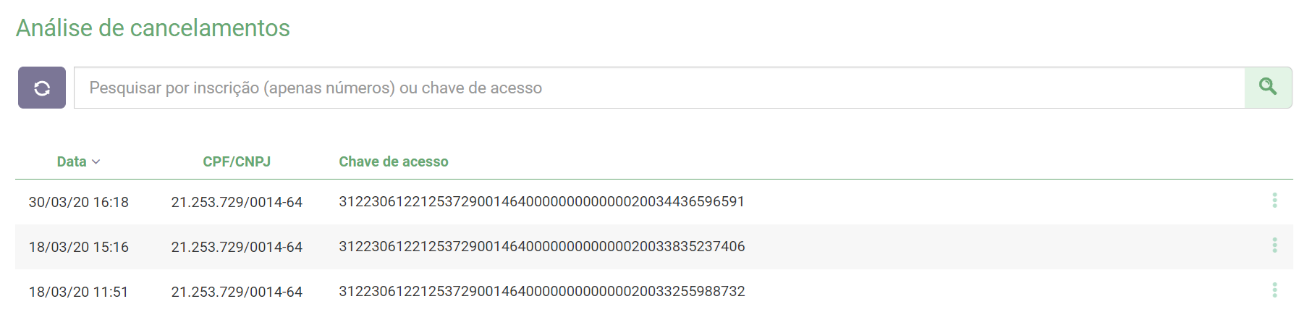 Análise de cancelamentos
Pesquisar por inscrição (apenas números) ou chave de acesso
Data CPF/CNPJ Chave de acesso
30/03/20 16:18 21.253.729/0014-64 31223061221253729001464000000000000020034436596591
18/03/20 15:16 21.253.729/0014-64 31223061221253729001464000000000000020033835237406
18/03/20 11:51 21.253.729/0014-64 31223061221253729001464000000000000020033255988732